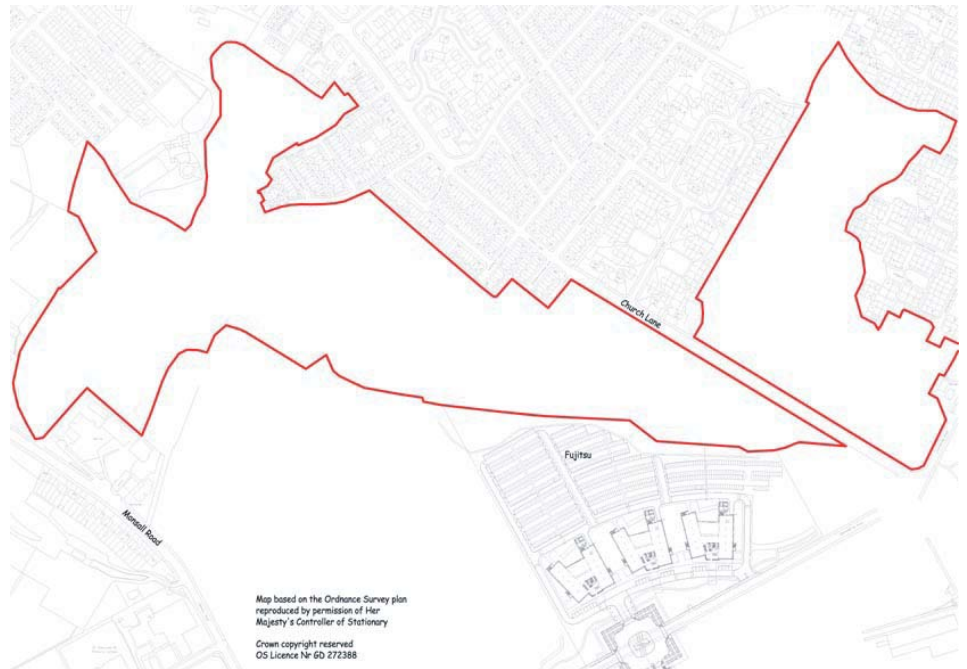 Church Lane
Fujitsu
Monsall Road
Map based on the Ordnance Survey plan
reproduced by permission of Her
Majesty's Controller of Stationary
Crown copyright reserved
OS Licence Nr GD 272388